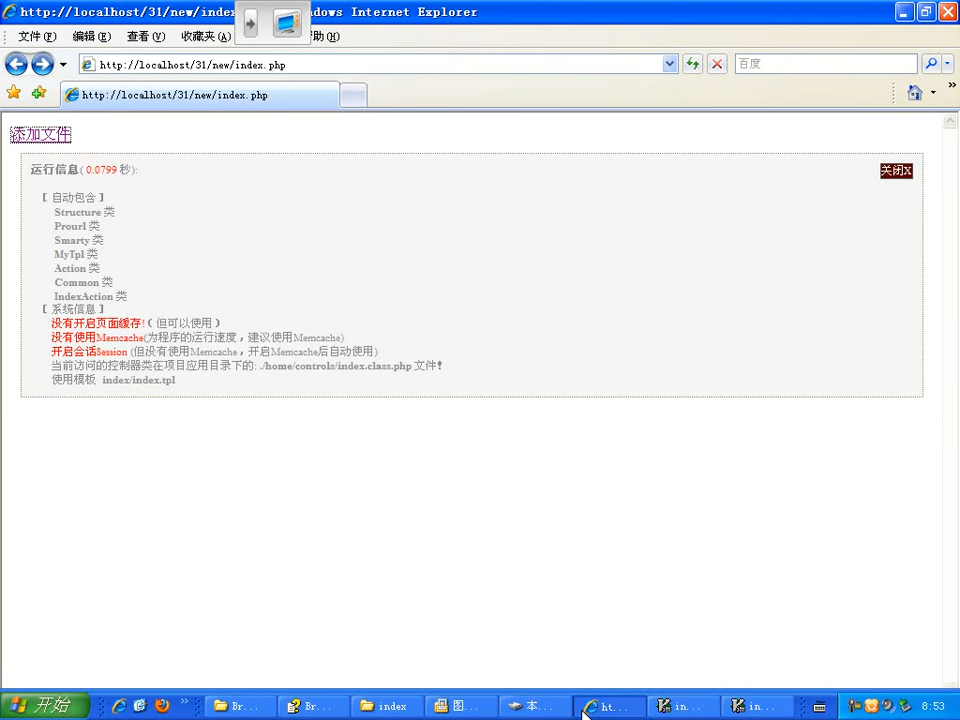 http://localhost/31/new/index
ndows Internet Explorer
文件(F) 编辑(E) 查看(V) 收藏夹(A) 助(H)
http://localhost/31/new/index.php
百度
http://localhost/31/new/index.php
添加文件
运行信息( 0.0799 秒):
关闭X
[ 自动包含 ]
Structure 类
Prourl 类
Smarty 类
MyTpl 类
Action 类
Common 类
IndexAction 类
[ 系统信息 ]
没有开启页面缓存!( 但可以使用 )
没有使用Memcache(为程序的运行速度，建议使用Memcache)
开启会话Session (但没有使用Memcache，开启Memcache后自动使用)
当前访问的控制器类在项目应用目录下的: ./home/controls/index.class.php 文件！
使用模板 index/index.tpl
开始 Br... Br... index 图... 本... ht... in... in... 8:53